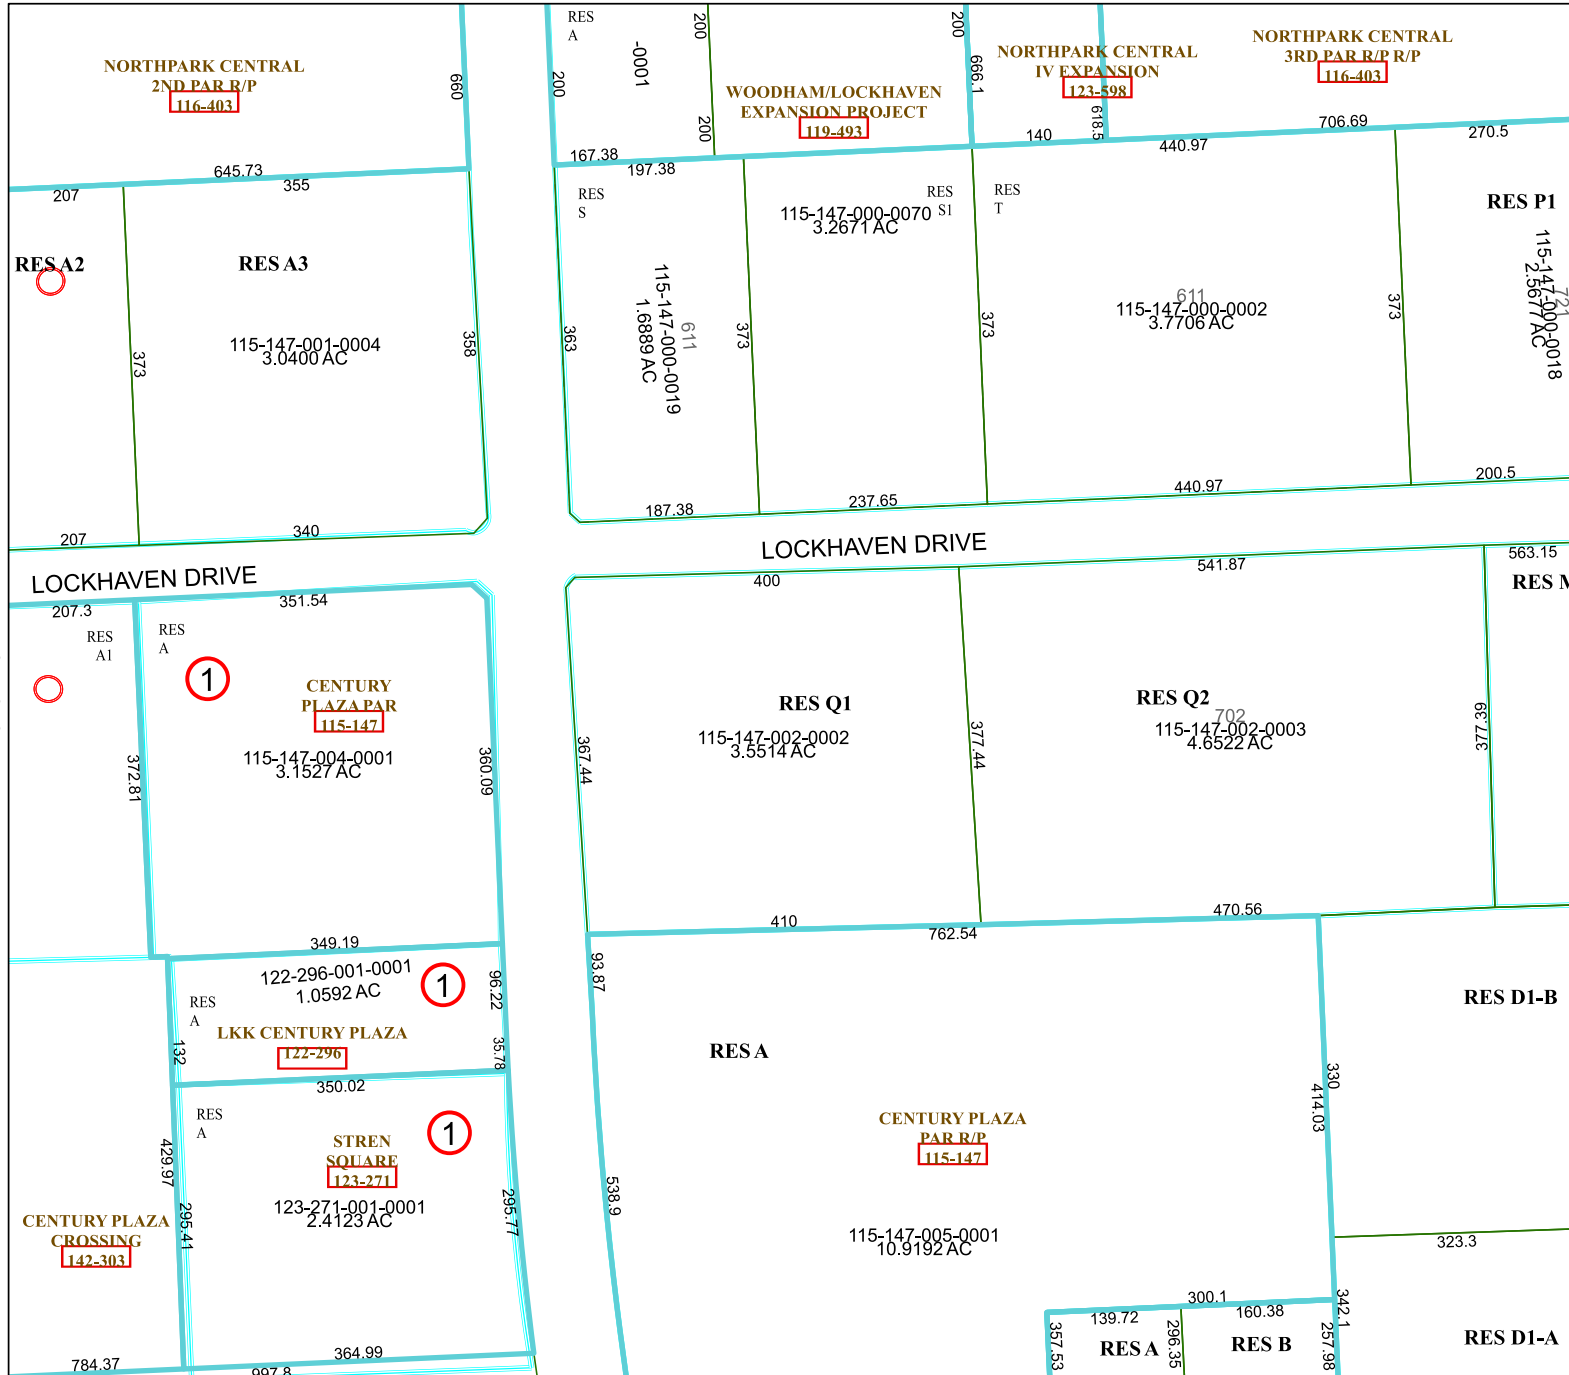 NORTHPARK CENTRAL
2ND PAR R/P
116-403
660
RES
A
200
-0001
200
200
WOODHAM/LOCKHAVEN
EXPANSION PROJECT
119-493
200
666.1
NORTHPARK CENTRAL
IV EXPANSION
123-598
618.5
NORTHPARK CENTRAL
3RD PAR R/P R/P
116-403
645.73
355
207
167.38
197.38
140
440.97
706.69
270.5
RES A2
RES A3
115-147-001-0004
3.0400 AC
373
358
207
340
RES
S
363
115-147-000-0019
1.6889 AC
611
373
115-147-000-0070
3.2671 AC
RES
S1
373
RES
T
611
115-147-000-0002
3.7706 AC
373
RES P1
115-147-000-0018
2.5677 AC
721
187.38
237.65
440.97
200.5
LOCKHAVEN DRIVE
LOCKHAVEN DRIVE
207.3
351.54
400
541.87
563.15
RES
A1
RES
A
1
CENTURY
PLAZA PAR
115-147
115-147-004-0001
3.1527 AC
372.81
360.09
349.19
367.44
RES Q1
115-147-002-0002
3.5514 AC
377.44
RES Q2
702
115-147-002-0003
4.6522 AC
377.39
RES M
410
762.54
470.56
122-296-001-0001
1.0592 AC
1
RES
A
LKK CENTURY PLAZA
122-296
132
96.22
35.78
350.02
RES
A
1
STREN
SQUARE
123-271
123-271-001-0001
2.4123 AC
429.97
295.41
295.77
364.99
997.8
CENTURY PLAZA
CROSSING
142-303
784.37
93.87
538.9
RES A
CENTURY PLAZA
PAR R/P
115-147
115-147-005-0001
10.9192 AC
330
414.03
RES D1-B
323.3
342.1
300.1
139.72
160.38
357.53
RES A
296.35
RES B
257.98
RES D1-A